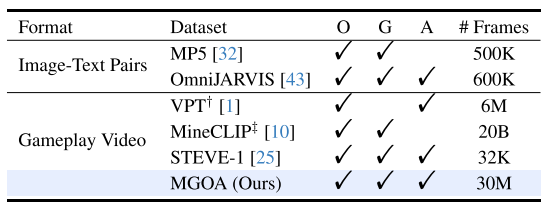 Format Dataset O G A # Frames
Image-Text Pairs
MP5 [32] ✓ ✓ 500K
OmniJARVIS [43] ✓ ✓ ✓ 600K
Gameplay Video
VPT† [1] ✓ ✓ 6M
MineCLIP‡ [10] ✓ ✓ 20B
STEVE-1 [25] ✓ ✓ ✓ 32K
MGOA (Ours) ✓ ✓ ✓ 30M